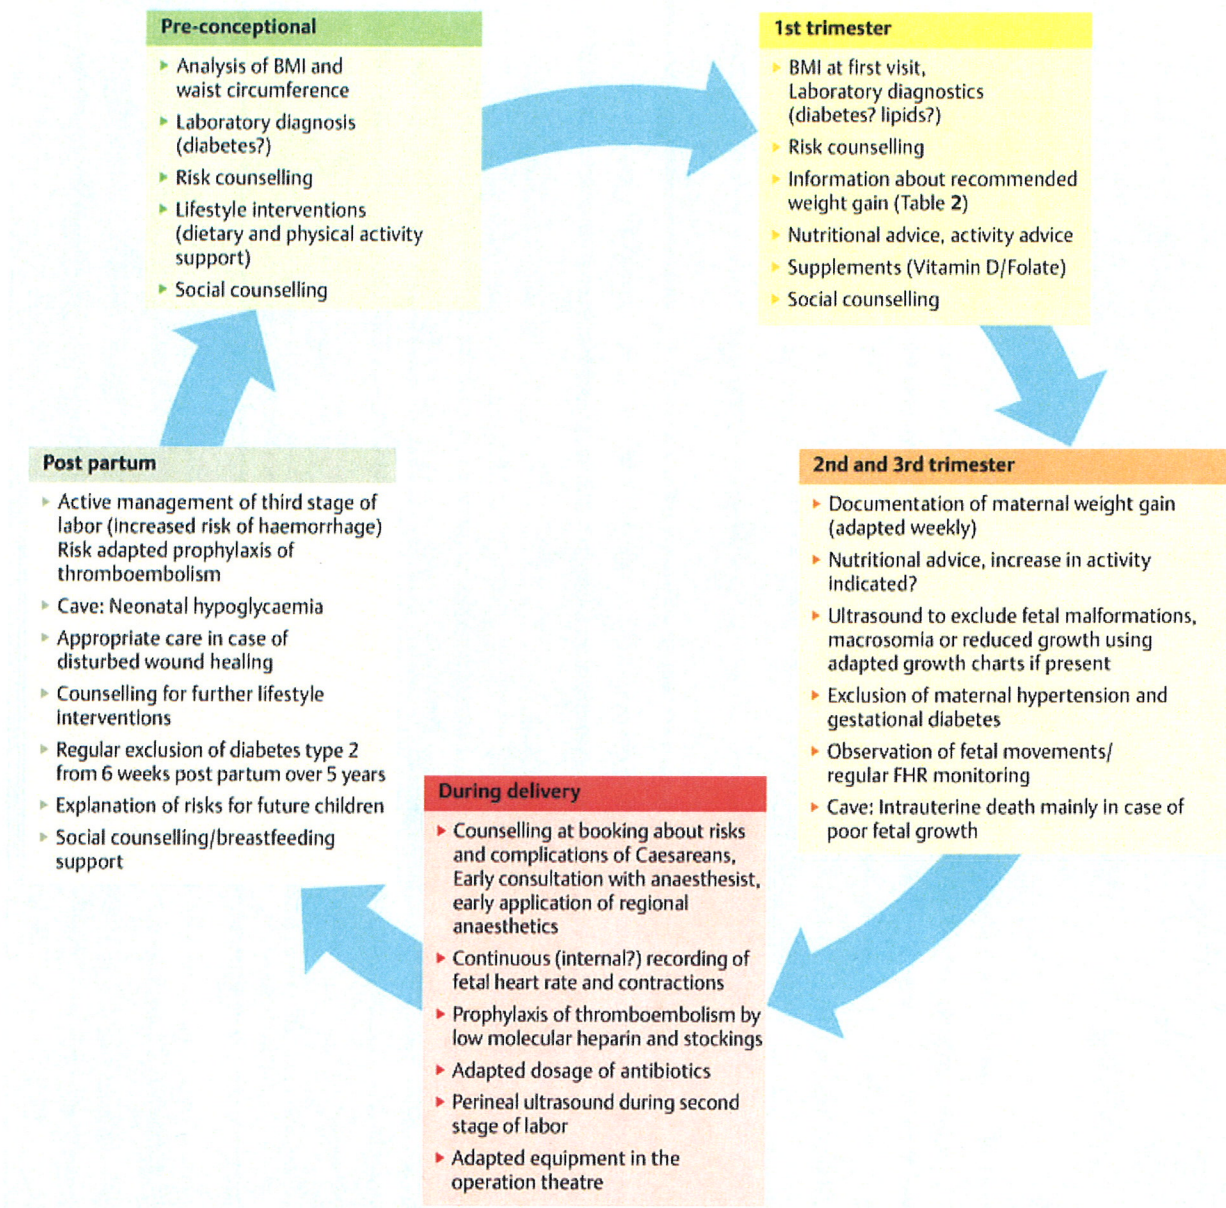 Pre-conceptional
Analysis of BMI and
waist circumference
Laboratory diagnosis
(diabetes?)
Risk counselling
Lifestyle interventions
(dietary and physical activity
support)
Social counselling
1st trimester
BMI at first visit,
Laboratory diagnostics
(diabetes? lipids?)
Risk counselling
Information about recommended
weight gain (Table 2)
Nutritional advice, activity advice
Supplements (Vitamin D/Folate)
Social counselling
2nd and 3rd trimester
Documentation of maternal weight gain
(adapted weekly)
Nutritional advice, increase in activity
indicated?
Ultrasound to exclude fetal malformations,
macrosomia or reduced growth using
adapted growth charts if present
Exclusion of maternal hypertension and
gestational diabetes
Observation of fetal movements/
regular FHR monitoring
Cave: Intrauterine death mainly in case of
poor fetal growth
During delivery
Counselling at booking about risks
and complications of Caesareans,
Early consultation with anaesthesist,
early application of regional
anaesthetics
Continuous (internal?) recording of
fetal heart rate and contractions
Prophylaxis of thromboembolism by
low molecular heparin and stockings
Adapted dosage of antibiotics
Perineal ultrasound during second
stage of labor
Adapted equipment in the
operation theatre
Post partum
Active management of third stage of
labor (increased risk of haemorrhage)
Risk adapted prophylaxis of
thromboembolism
Cave: Neonatal hypoglycaemia
Appropriate care in case of
disturbed wound healing
Counselling for further lifestyle
interventions
Regular exclusion of diabetes type 2
from 6 weeks post partum over 5 years
Explanation of risks for future children
Social counselling/breastfeeding
support